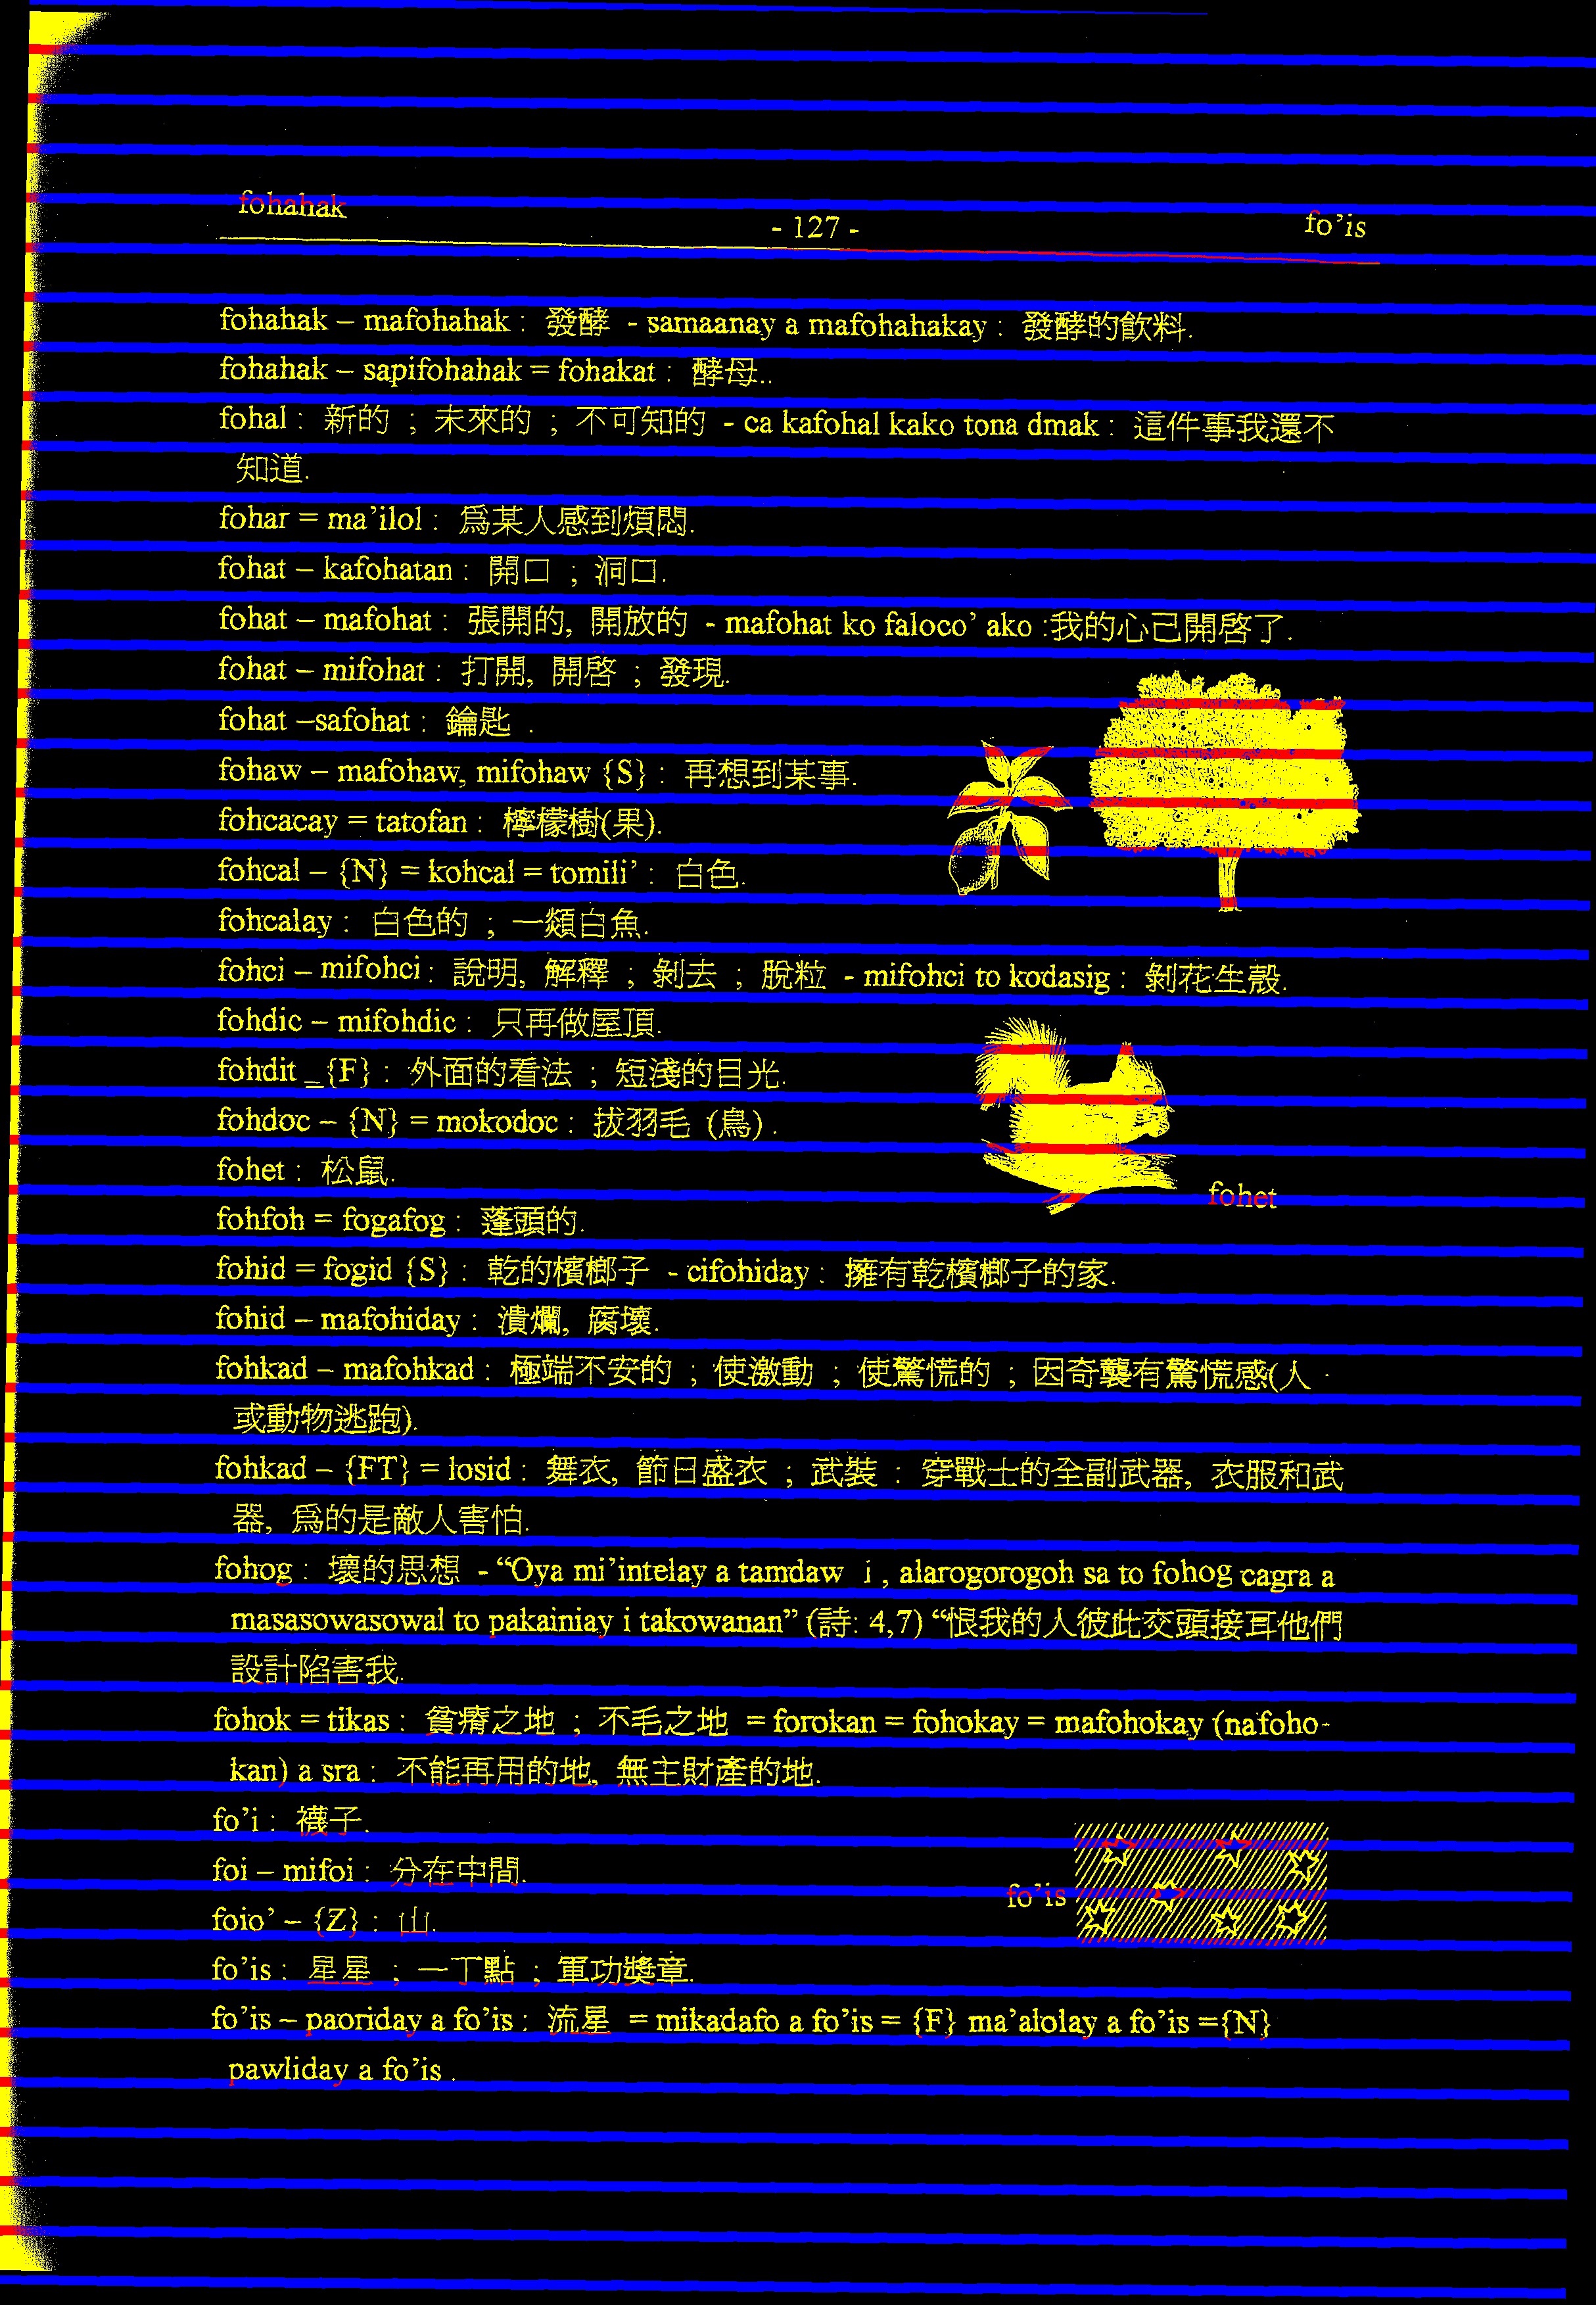 fohahak
- 127 -
fo’is
fohahak – mafohahak : 發酵 - samaanay a mafohahakay : 發酵的飲料.
fohahak – sapifohahak = fohakat : 酵母..
fohal : 新的 ; 未來的 ; 不可知的 - ca kafohal kako tona dmak : 這件事我還不
知道.
fohar = ma’ilol : 爲某人感到煩悶.
fohat – kafohatan : 開口 ; 洞口.
fohat – mafohat : 張開的, 開放的 - mafohat ko faloco’ ako :我的心己開啓了.
fohat – mifohat : 打開, 開啓 ; 發現.
fohat –safohat : 鑰匙 .
fohaw – mafohaw, mifohaw {S} : 再想到某事.
fohcacay = tatofan : 檸檬樹(果).
fohcal – {N} = kohcal = tomili’ : 白色.
fohcalay : 白色的 ; 一類白魚.
fohci – mifohci : 說明, 解釋 ; 剝去 ; 脫粒 - mifohci to kodasig : 剝花生殼.
fohdic – mifohdic : 只再做屋頂.
fohdit _{F} : 外面的看法 ; 短淺的目光.
fohdoc – {N} = mokodoc : 拔羽毛 (鳥) .
fohet : 松鼠.
fohet
fohfoh = fogafog : 蓬頭的.
fohid = fogid {S} : 乾的檳榔子 - cifohiday : 擁有乾檳榔子的家.
fohid – mafohiday : 潰爛, 腐壞.
fohkad – mafohkad : 極端不安的 ; 使激動 ; 使驚慌的 ; 因奇襲有驚慌感(人
或動物逃跑).
fohkad – {FT} = losid : 舞衣, 節日盛衣 ; 武裝 : 穿戰士的全副武器, 衣服和武
器, 爲的是敵人害怕.
fohog : 壞的思想 - “Oya mi’intelay a tamdaw i , alarogorogoh sa to fohog cagra a
masasowasowal to pakainiay i takowanan” (詩: 4,7) “恨我的人彼此交頭接耳他們
設計陷害我.
fohok = tikas : 貧瘠之地 ; 不毛之地 = forokan = fohokay = mafohokay (nafoho-
kan) a sra : 不能再用的地, 無主財產的地.
fo’i : 襪子.
foi – mifoi : 分在中間.
fo’is
foio’ – {Z} : 山.
fo’is : 星星 ; 一丁點 ; 軍功獎章.
fo’is – paoriday a fo’is : 流星 = mikadafo a fo’is = {F} ma’alolay a fo’is ={N}
pawliday a fo’is .